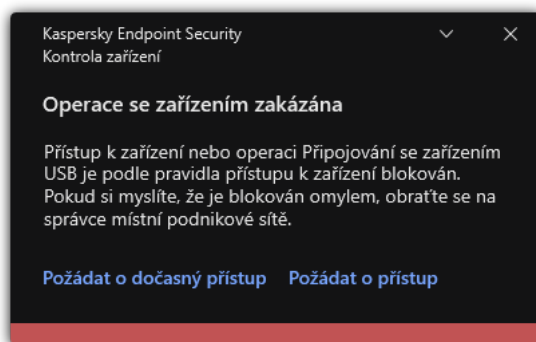 Kaspersky Endpoint Security
Kontrola zařízení
Operace se zařízením zakázána
Přístup k zařízení nebo operaci Připojování se zařízením
USB je podle pravidla přístupu k zařízení blokován.
Pokud si myslíte, že je blokován omylem, obraťte se na
správce místní podnikové sítě.
Požádat o dočasný přístup Požádat o přístup